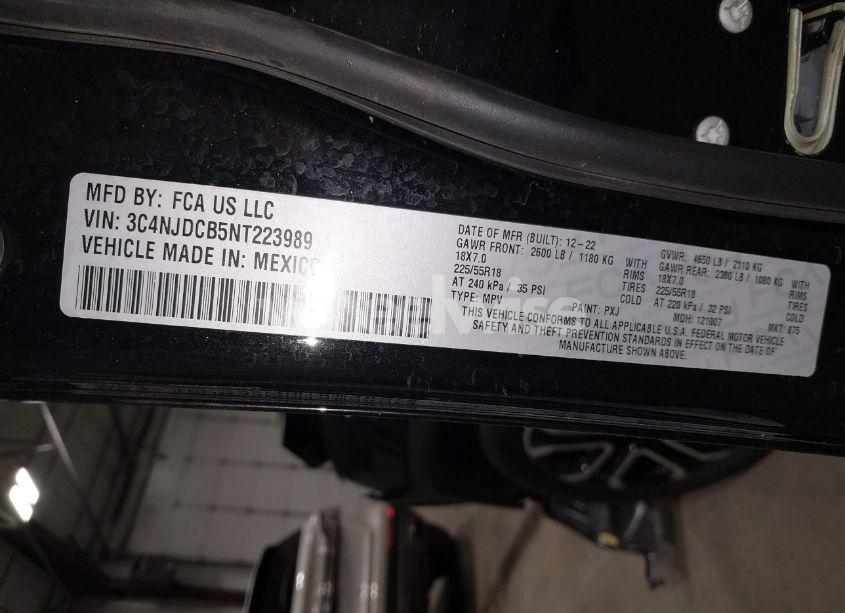 MFD BY: FCA US LLC
VIN: 3C4NJDCB5NT223989
VEHICLE MADE IN: MEXICO
DATE OF MFR (BUILT): 12-22
GAWR FRONT: 2600 LB / 1180 KG WITH
18X7.0 RIMS
225/55R18 TIRES
AT 240 kPa / 35 PSI COLD
TYPE: MPV
PAINT: PXJ
GVWR: 4650 LB / 2110 KG
GAWR REAR: 2380 LB / 1080 KG WITH
18X7.0 RIMS
225/55R18 TIRES
AT 220 kPa / 32 PSI COLD
MDH: 121007 MKT: 875
THIS VEHICLE CONFORMS TO ALL APPLICABLE U.S.A. FEDERAL MOTOR VEHICLE
SAFETY AND THEFT PREVENTION STANDARDS IN EFFECT ON THE DATE OF
MANUFACTURE SHOWN ABOVE.